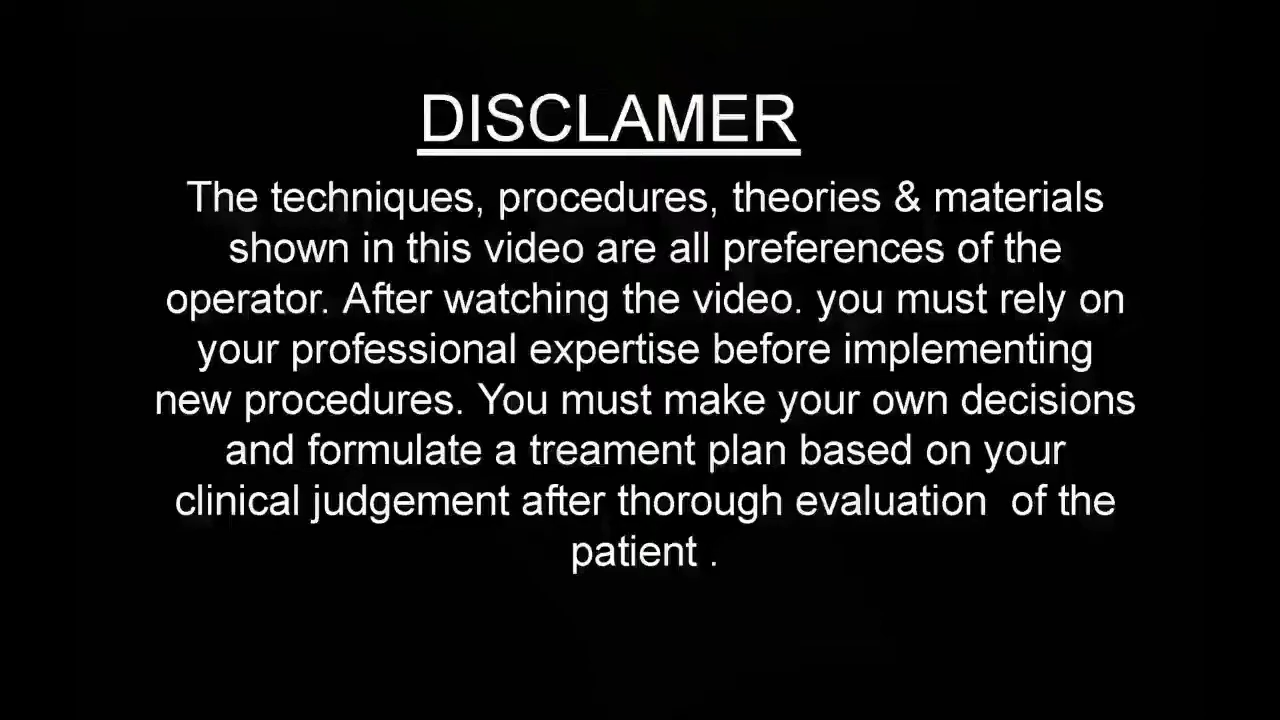 DISCLAMER
The techniques, procedures, theories & materials
shown in this video are all preferences of the
operator. After watching the video. you must rely on
your professional expertise before implementing
new procedures. You must make your own decisions
and formulate a treament plan based on your
clinical judgement after thorough evaluation  of the
patient .